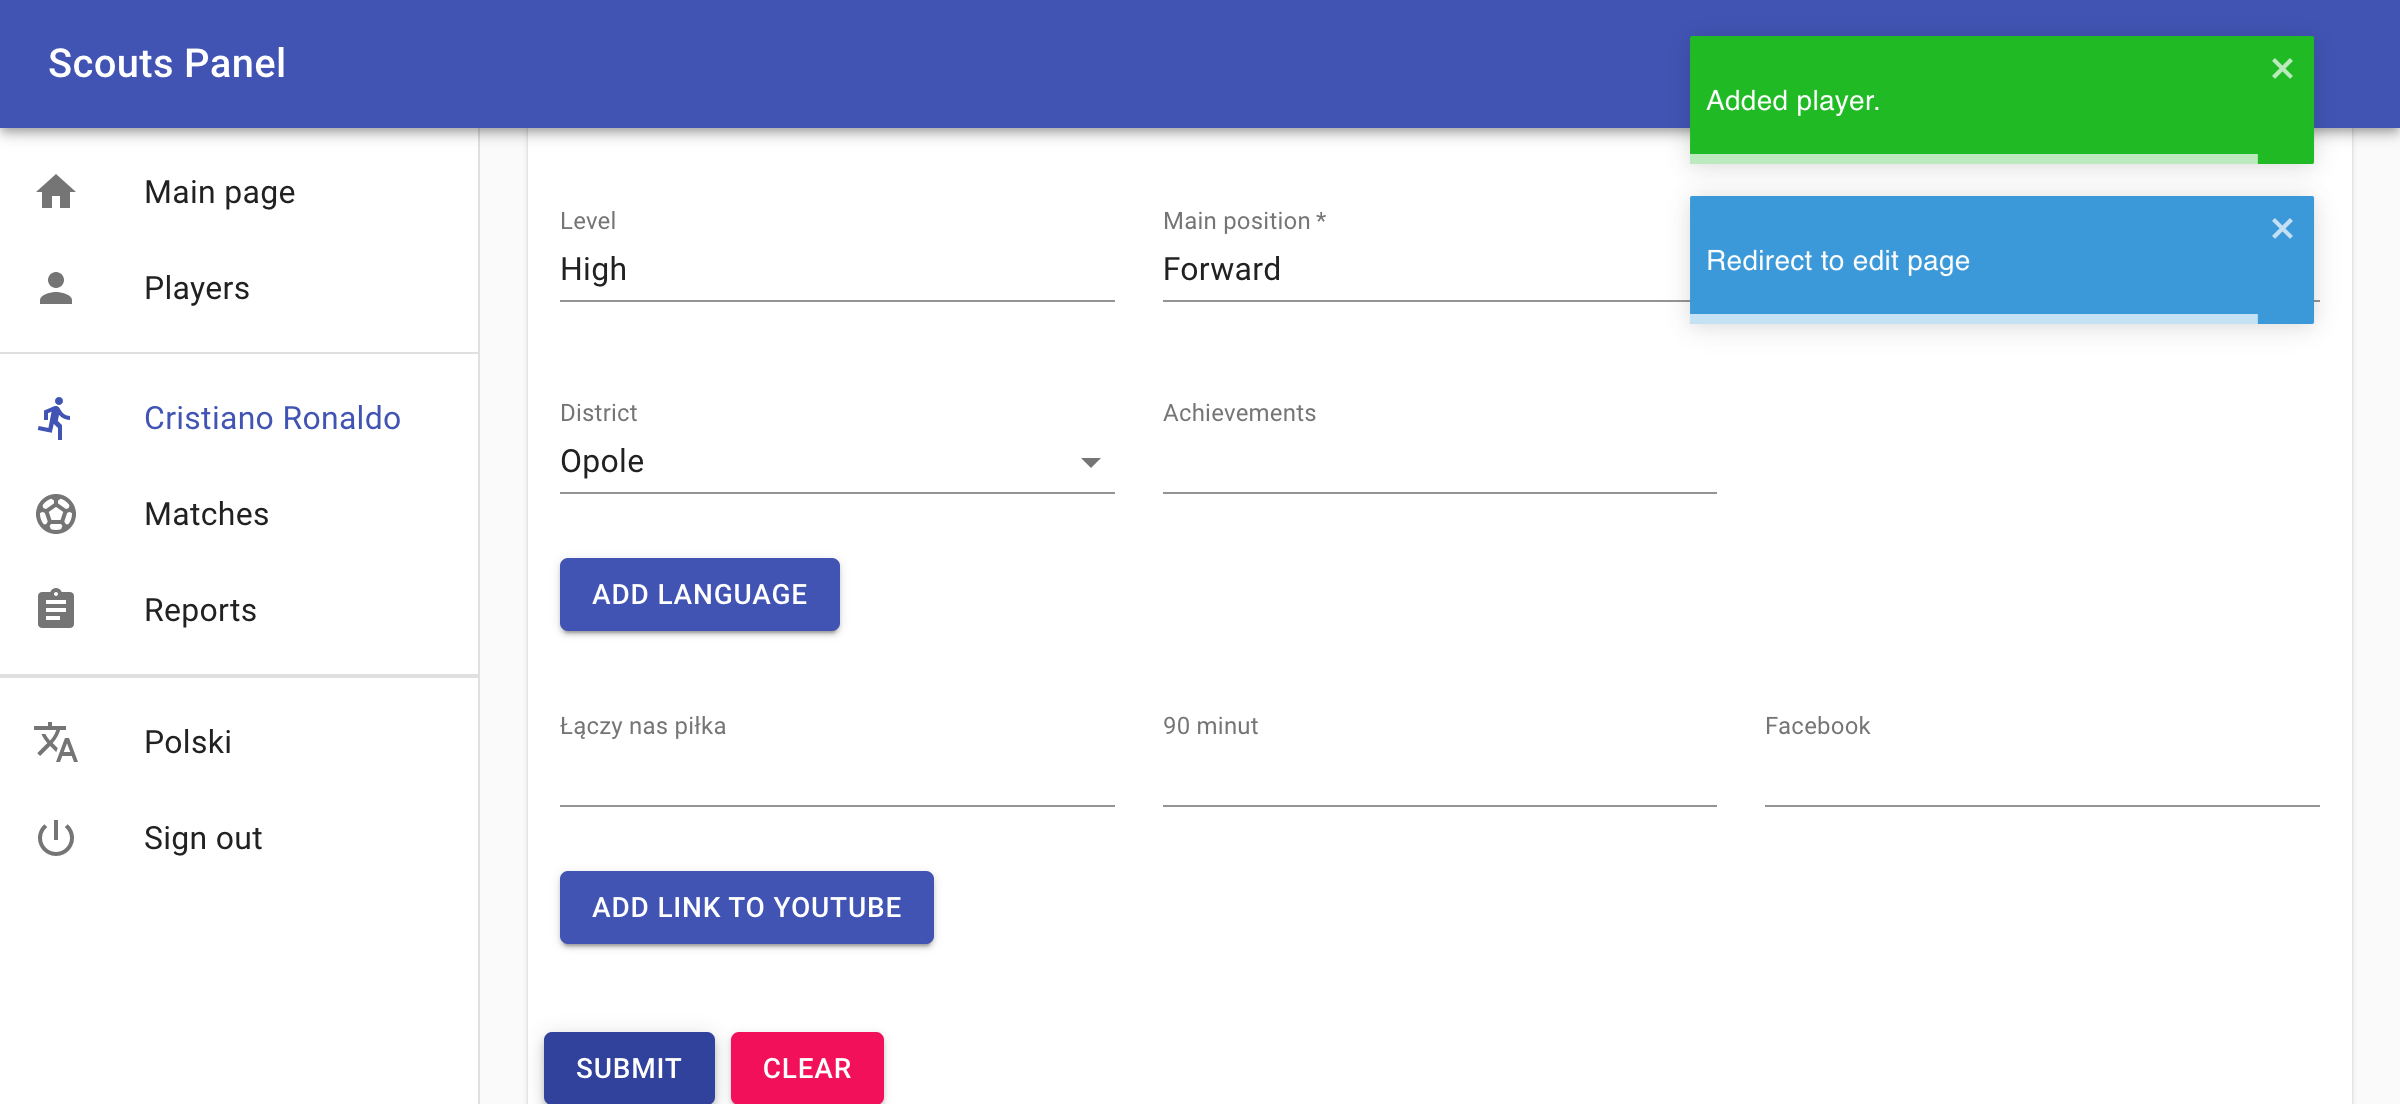 Scouts Panel
Added player.
Redirect to edit page
Main page
Players
Cristiano Ronaldo
Matches
Reports
Polski
Sign out
Level
Main position *
High
Forward
District
Achievements
Opole
ADD LANGUAGE
Łączy nas piłka
90 minut
Facebook
ADD LINK TO YOUTUBE
SUBMIT
CLEAR